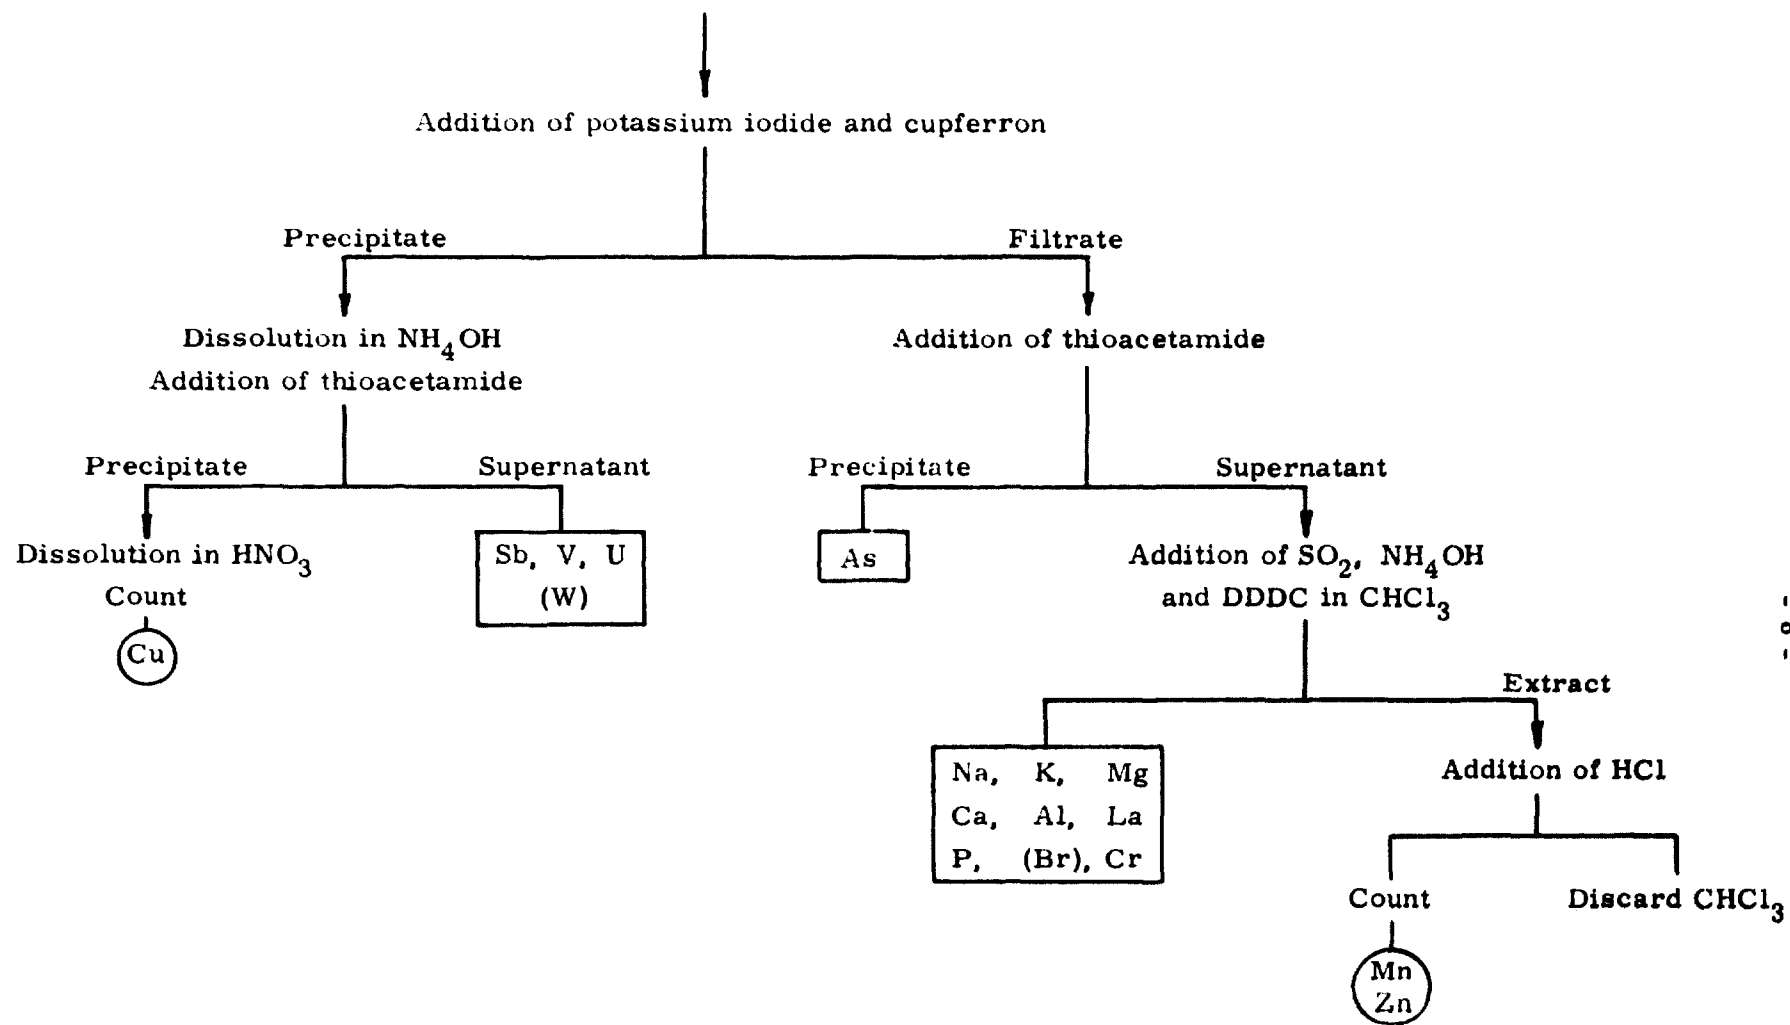 Addition of potassium iodide and cupferron
Precipitate
Filtrate
Dissolution in NH4OH
Addition of thioacetamide
Addition of thioacetamide
Precipitate
Supernatant
Precipitate
Supernatant
Dissolution in HNO3
Count
Cu
Sb, V, U
(W)
As
Addition of SO2, NH4OH
and DDDC in CHCl3
Extract
Na, K, Mg
Ca, Al, La
P, (Br), Cr
Addition of HCl
Count
Discard CHCl3
Mn
Zn